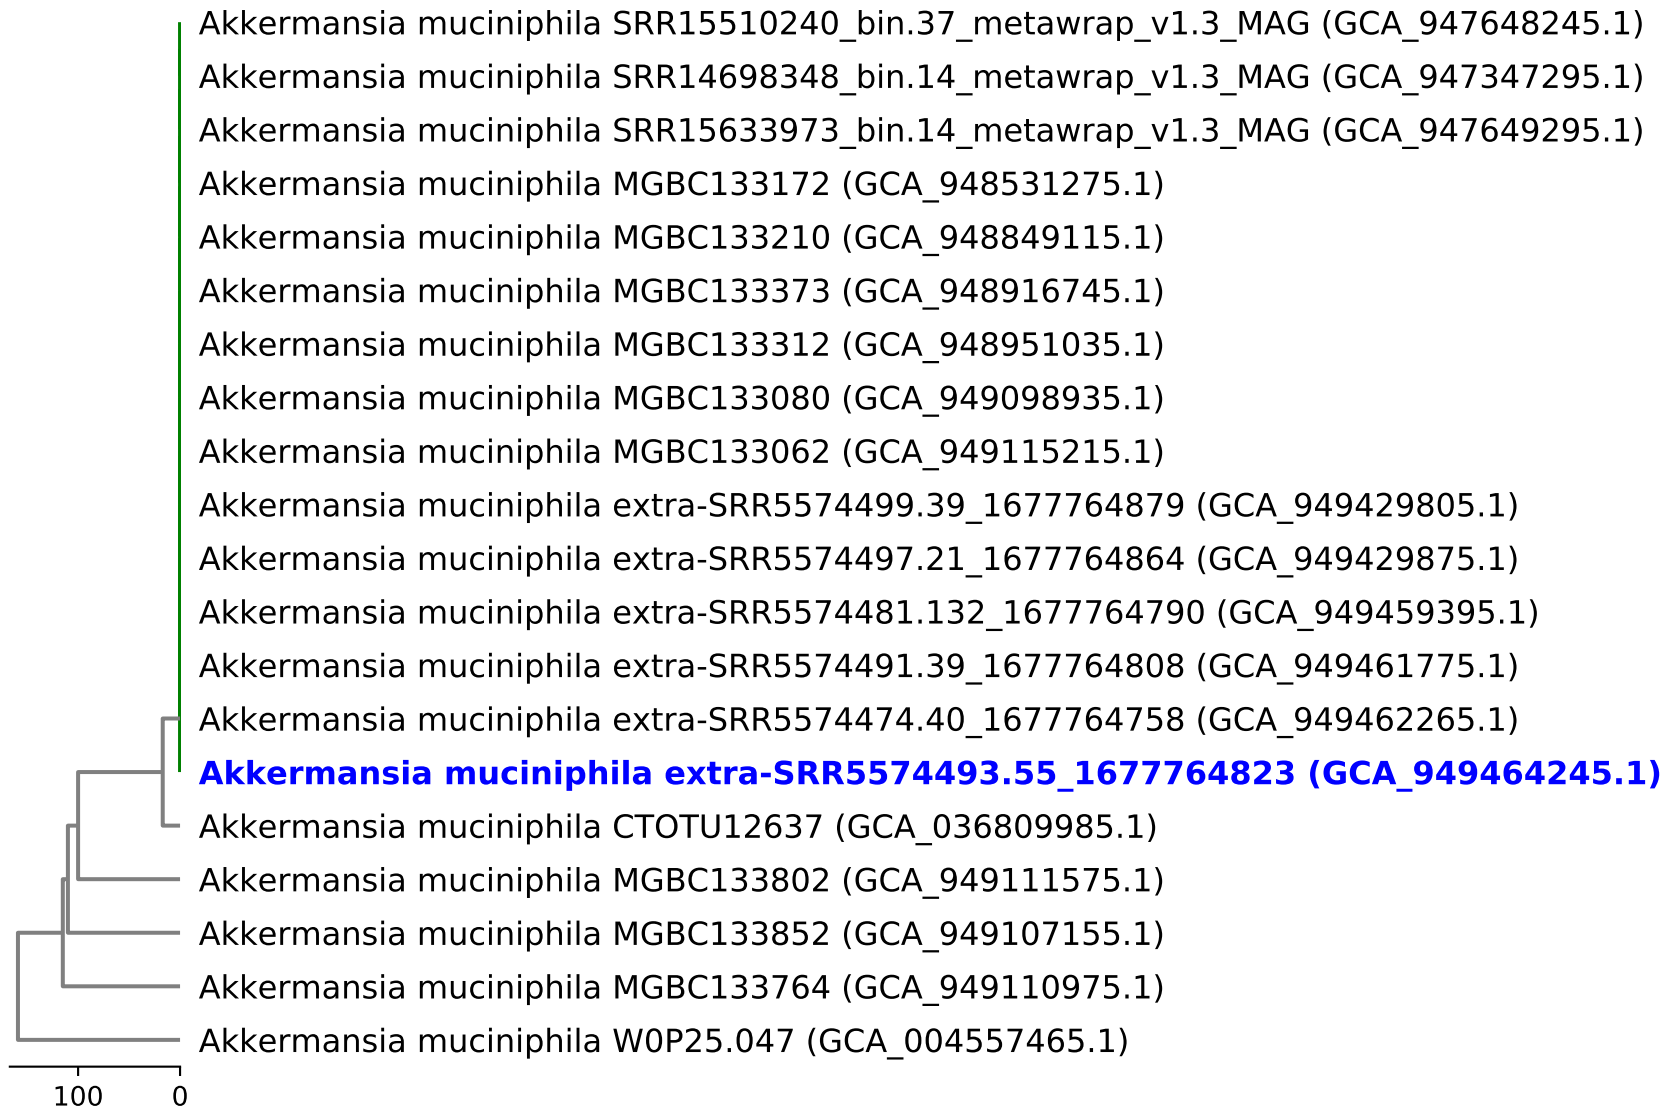 Akkermansia muciniphila SRR15510240_bin.37_metawrap_v1.3_MAG (GCA_947648245.1)
Akkermansia muciniphila SRR14698348_bin.14_metawrap_v1.3_MAG (GCA_947347295.1)
Akkermansia muciniphila SRR15633973_bin.14_metawrap_v1.3_MAG (GCA_947649295.1)
Akkermansia muciniphila MGBC133172 (GCA_948531275.1)
Akkermansia muciniphila MGBC133210 (GCA_948849115.1)
Akkermansia muciniphila MGBC133373 (GCA_948916745.1)
Akkermansia muciniphila MGBC133312 (GCA_948951035.1)
Akkermansia muciniphila MGBC133080 (GCA_949098935.1)
Akkermansia muciniphila MGBC133062 (GCA_949115215.1)
Akkermansia muciniphila extra-SRR5574499.39_1677764879 (GCA_949429805.1)
Akkermansia muciniphila extra-SRR5574497.21_1677764864 (GCA_949429875.1)
Akkermansia muciniphila extra-SRR5574481.132_1677764790 (GCA_949459395.1)
Akkermansia muciniphila extra-SRR5574491.39_1677764808 (GCA_949461775.1)
Akkermansia muciniphila extra-SRR5574474.40_1677764758 (GCA_949462265.1)
Akkermansia muciniphila extra-SRR5574493.55_1677764823 (GCA_949464245.1)
Akkermansia muciniphila CTOTU12637 (GCA_036809985.1)
Akkermansia muciniphila MGBC133802 (GCA_949111575.1)
Akkermansia muciniphila MGBC133852 (GCA_949107155.1)
Akkermansia muciniphila MGBC133764 (GCA_949110975.1)
Akkermansia muciniphila W0P25.047 (GCA_004557465.1)
100 0